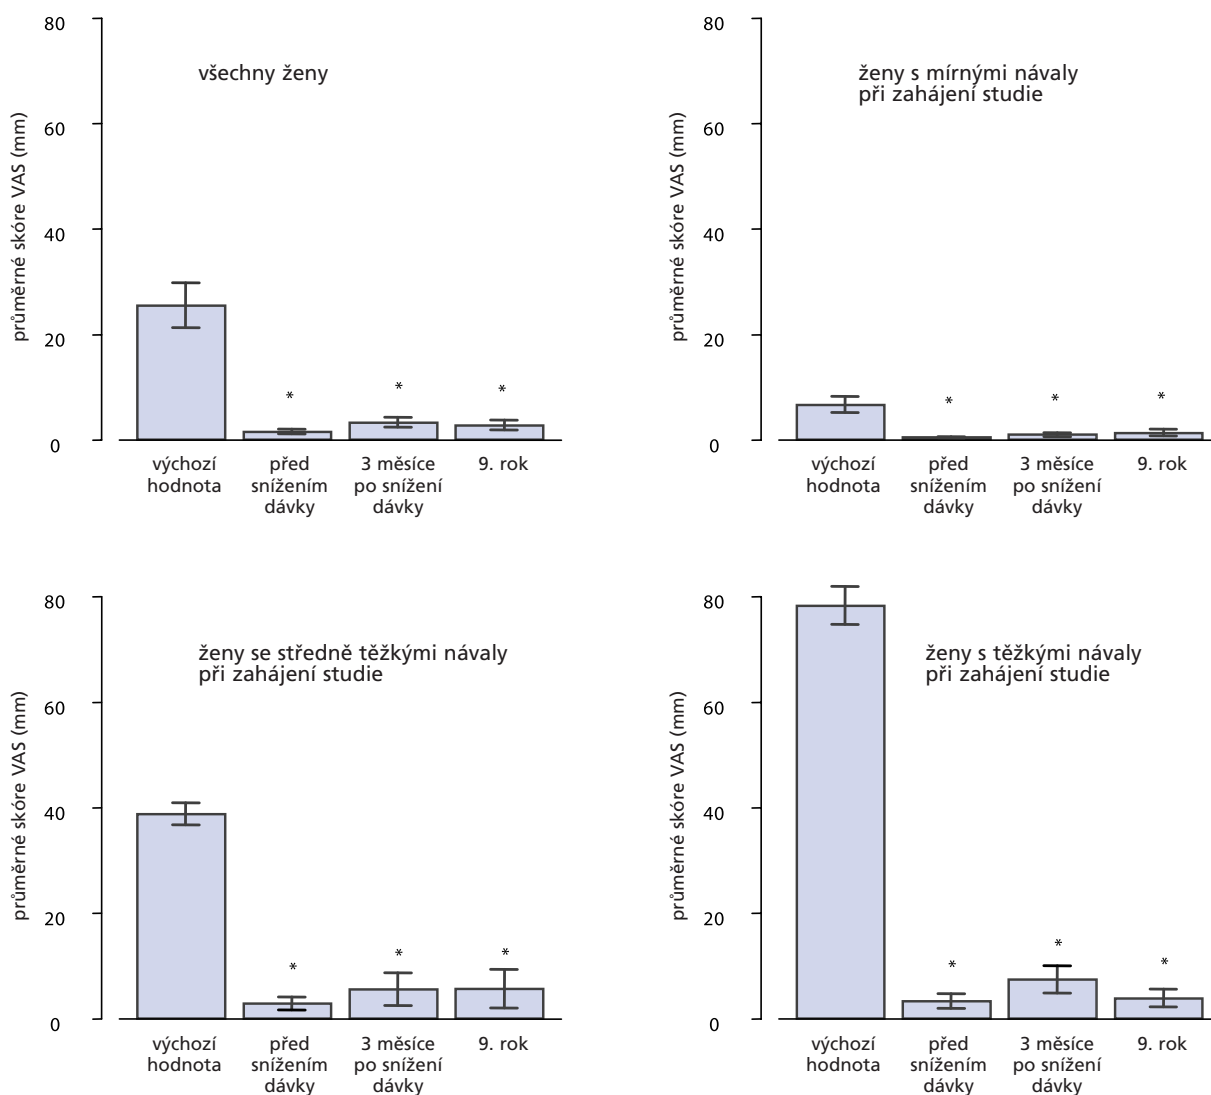 průměrné skóre VAS (mm)
80
60
40
20
0
všechny ženy
*
*
*
výchozí
hodnota
před
snížením
dávky
3 měsíce
po snížení
dávky
9. rok
průměrné skóre VAS (mm)
80
60
40
20
0
ženy s mírnými návaly
při zahájení studie
*
*
*
výchozí
hodnota
před
snížením
dávky
3 měsíce
po snížení
dávky
9. rok
průměrné skóre VAS (mm)
80
60
40
20
0
ženy se středně těžkými návaly
při zahájení studie
*
*
*
výchozí
hodnota
před
snížením
dávky
3 měsíce
po snížení
dávky
9. rok
průměrné skóre VAS (mm)
80
60
40
20
0
ženy s těžkými návaly
při zahájení studie
*
*
*
výchozí
hodnota
před
snížením
dávky
3 měsíce
po snížení
dávky
9. rok